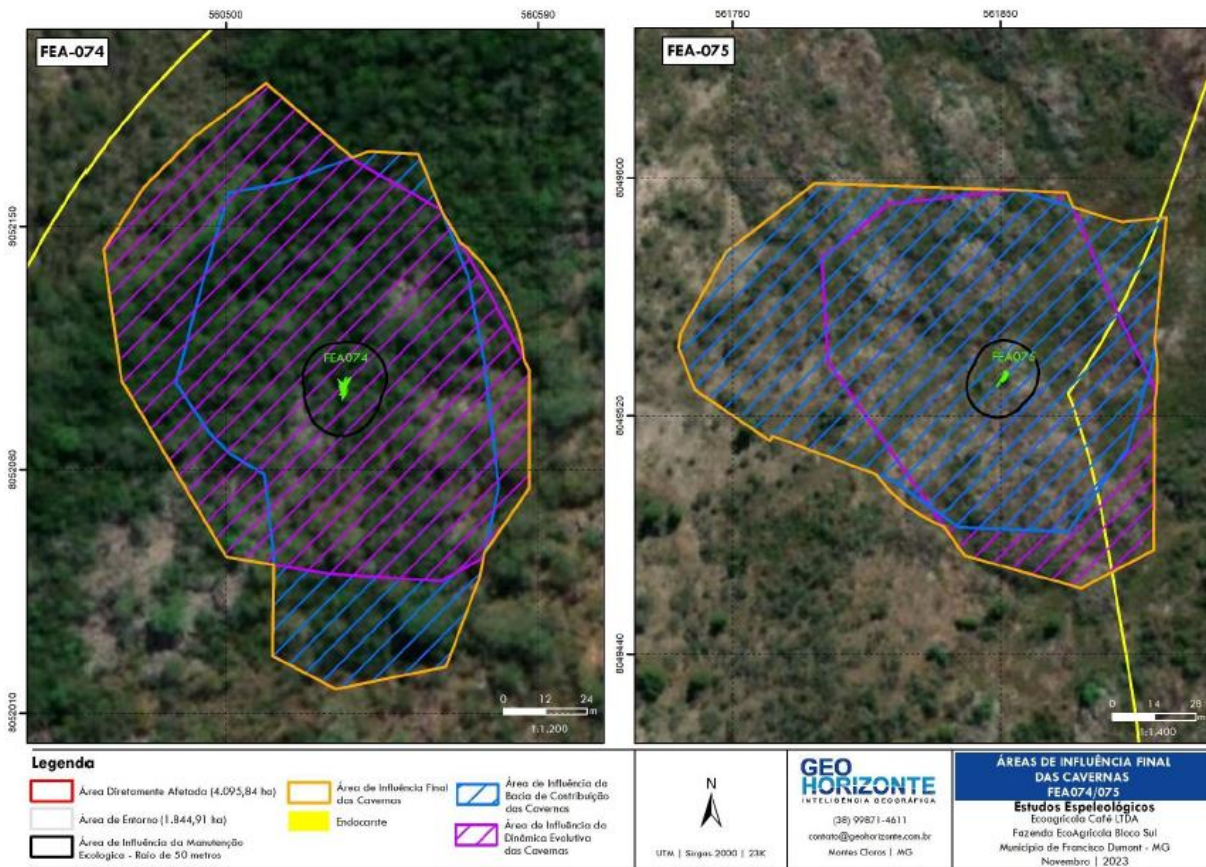 560500
560590
561760
561850
FEA-074
FEA-075
8052150
8052080
8052010
8049600
8049520
8049440
FEA074
FEA075
0 12 24
m
1:1.200
0 14 28
m
1:1.400
Legenda
Área Diretamente Afetada (4.095,84 ha)
Área de Entorno (1.844,91 ha)
Área de Influência da Manutenção
Ecologica - Raio de 50 metros
Área de Influência Final
das Cavernas
Endocarste
Área de Influência da
Bacia de Contribuição
das Cavernas
Área de Influência da
Dinâmica Evolutiva
das Cavernas
N
UTM | Sirgas 2000 | 23K
GEO
HORIZONTE
INTELIGÊNCIA GEOGRÁFICA
(38) 99871-4611
contato@geohorizonte.com.br
Montes Claros | MG
ÁREAS DE INFLUÊNCIA FINAL
DAS CAVERNAS
FEA074/075
Estudos Espeleológicos
Ecoagrícola Café LTDA
Fazenda EcoAgrícola Bloco Sul
Município de Francisco Dumont - MG
Novembro | 2023